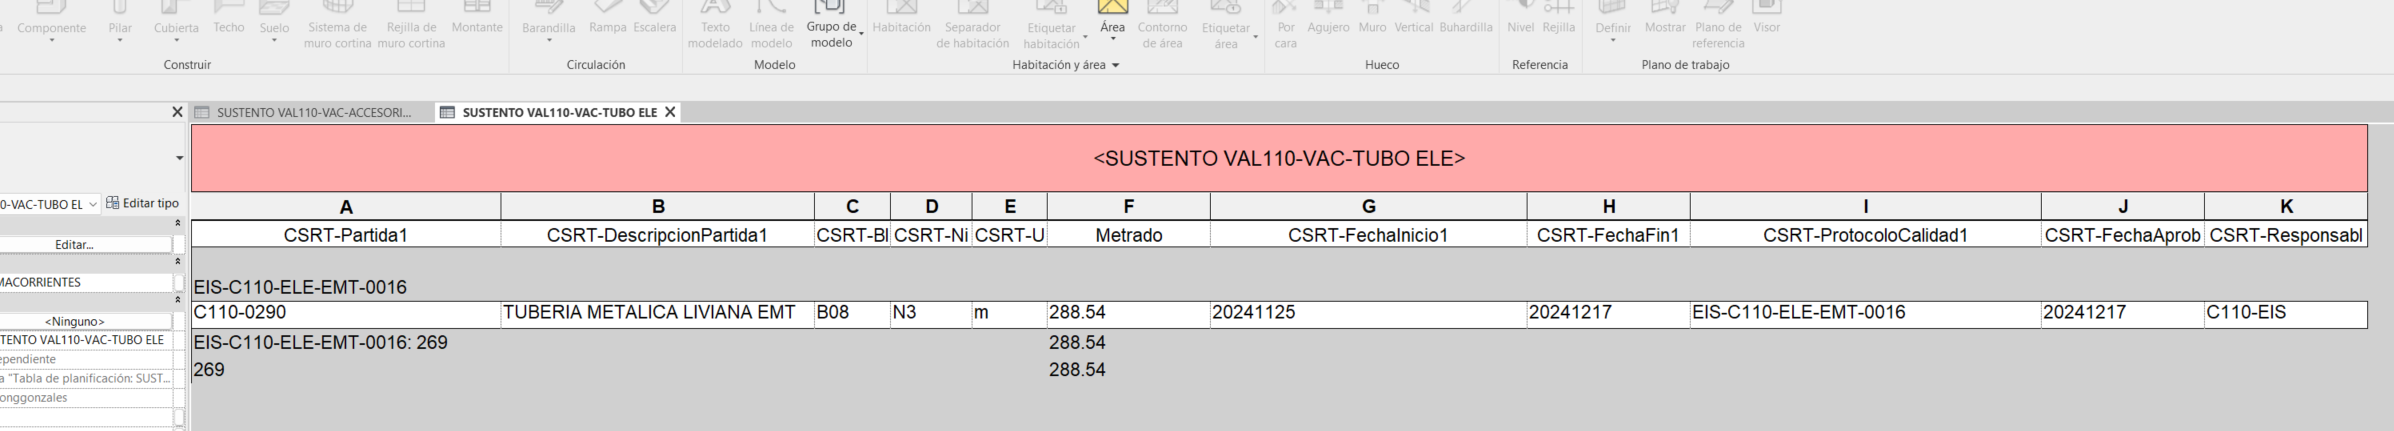 Componente Pilar Cubierta Techo Suelo Sistema de muro cortina Rejilla de muro cortina Montante Barandilla Rampa Escalera Texto modelado Línea de modelo Grupo de modelo Habitación Separador de habitación Etiquetar habitación Área Contorno de área Etiquetar área Por cara Agujero Muro Vertical Buhardilla Nivel Rejilla Definir Mostrar Plano de referencia Visor
Construir Circulación Modelo Habitación y área Hueco Referencia Plano de trabajo
SUSTENTO VAL110-VAC-ACCESORI... SUSTENTO VAL110-VAC-TUBO ELE
<SUSTENTO VAL110-VAC-TUBO ELE>
0-VAC-TUBO EL Editar tipo
A B C D E F G H I J K
Editar...
CSRT-Partida1 CSRT-DescripcionPartida1 CSRT-Bl CSRT-Ni CSRT-U Metrado CSRT-FechaInicio1 CSRT-FechaFin1 CSRT-ProtocoloCalidad1 CSRT-FechaAprob CSRT-Responsabl
MACORRIENTES
EIS-C110-ELE-EMT-0016
C110-0290 TUBERIA METALICA LIVIANA EMT B08 N3 m 288.54 20241125 20241217 EIS-C110-ELE-EMT-0016 20241217 C110-EIS
<Ninguno>
TENTO VAL110-VAC-TUBO ELE
EIS-C110-ELE-EMT-0016: 269 288.54
ependiente
269 288.54
a "Tabla de planificación: SUST...
onggonzales